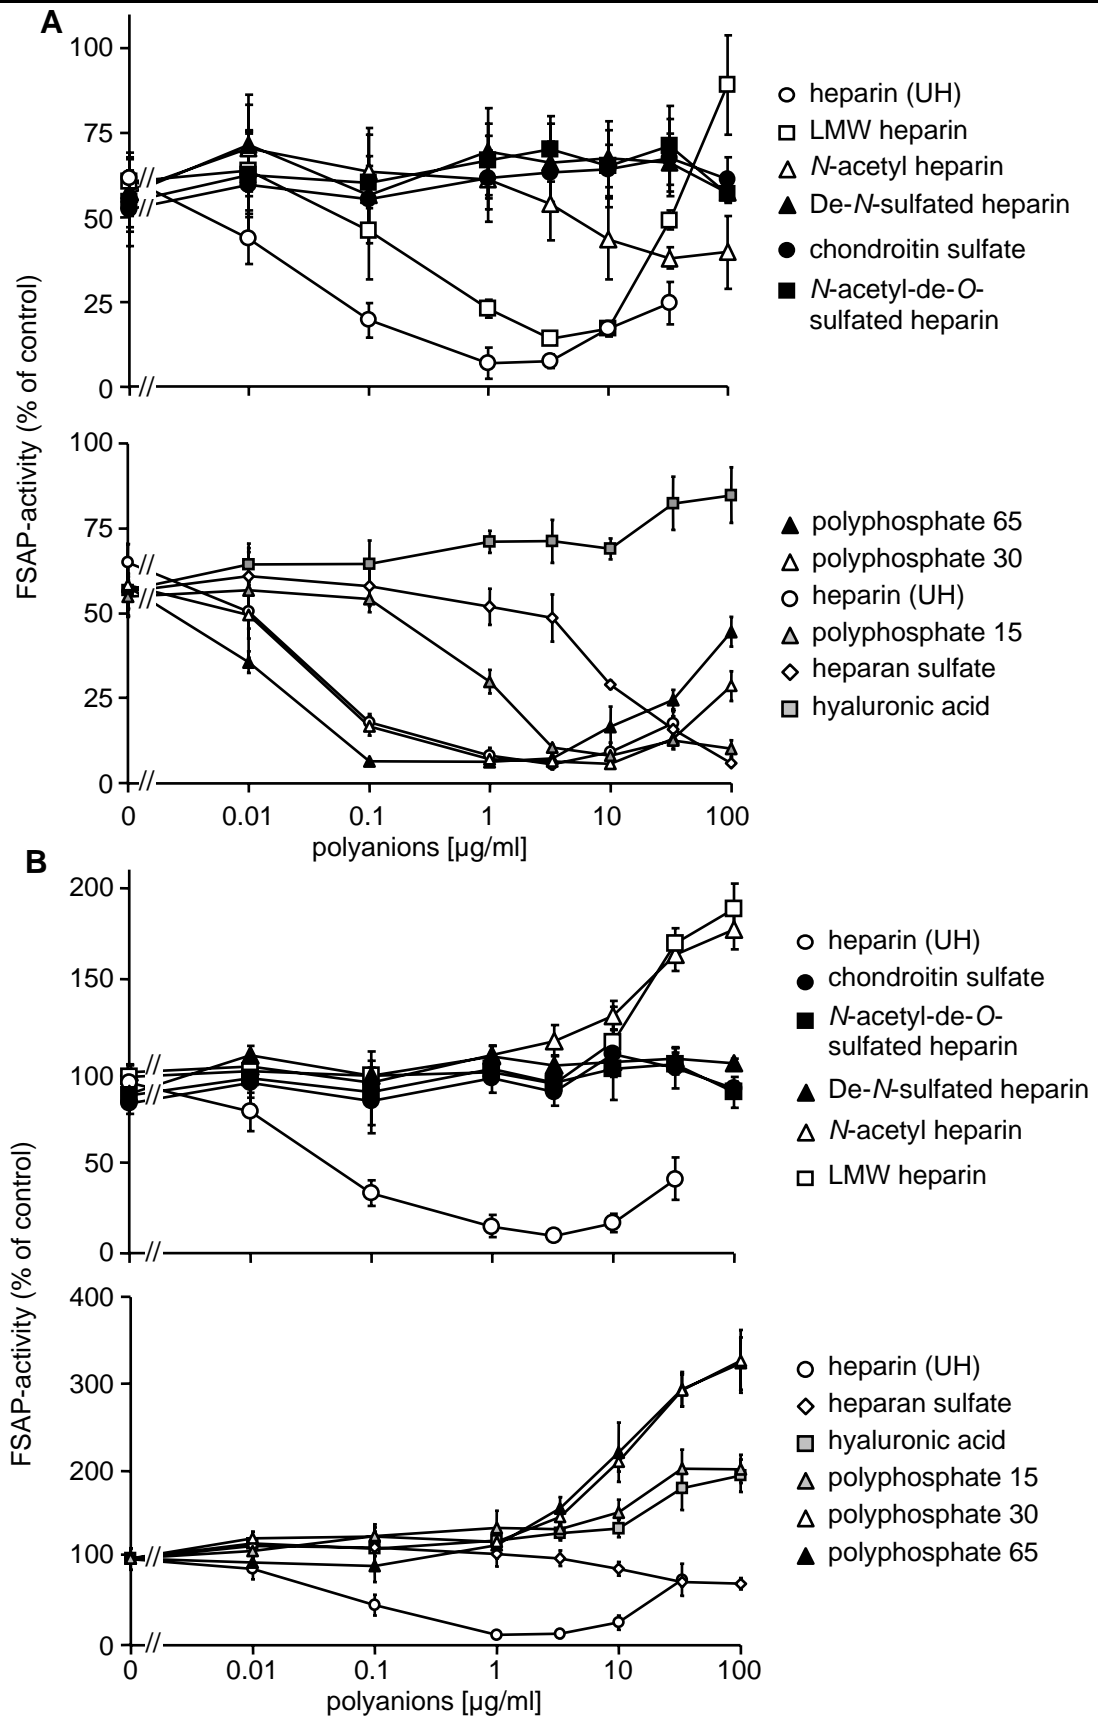 A
100
75
50
25
0
//
//
//
heparin (UH)
LMW heparin
N-acetyl heparin
De-N-sulfated heparin
chondroitin sulfate
N-acetyl-de-O-
sulfated heparin
FSAP-activity (% of control)
100
75
50
25
0
//
//
//
0 0.01 0.1 1 10 100
polyanions [µg/ml]
polyphosphate 65
polyphosphate 30
heparin (UH)
polyphosphate 15
heparan sulfate
hyaluronic acid
B
200
150
100
50
0
//
//
//
heparin (UH)
chondroitin sulfate
N-acetyl-de-O-
sulfated heparin
De-N-sulfated heparin
N-acetyl heparin
LMW heparin
FSAP-activity (% of control)
400
300
200
100
0
//
//
0 0.01 0.1 1 10 100
polyanions [µg/ml]
heparin (UH)
heparan sulfate
hyaluronic acid
polyphosphate 15
polyphosphate 30
polyphosphate 65